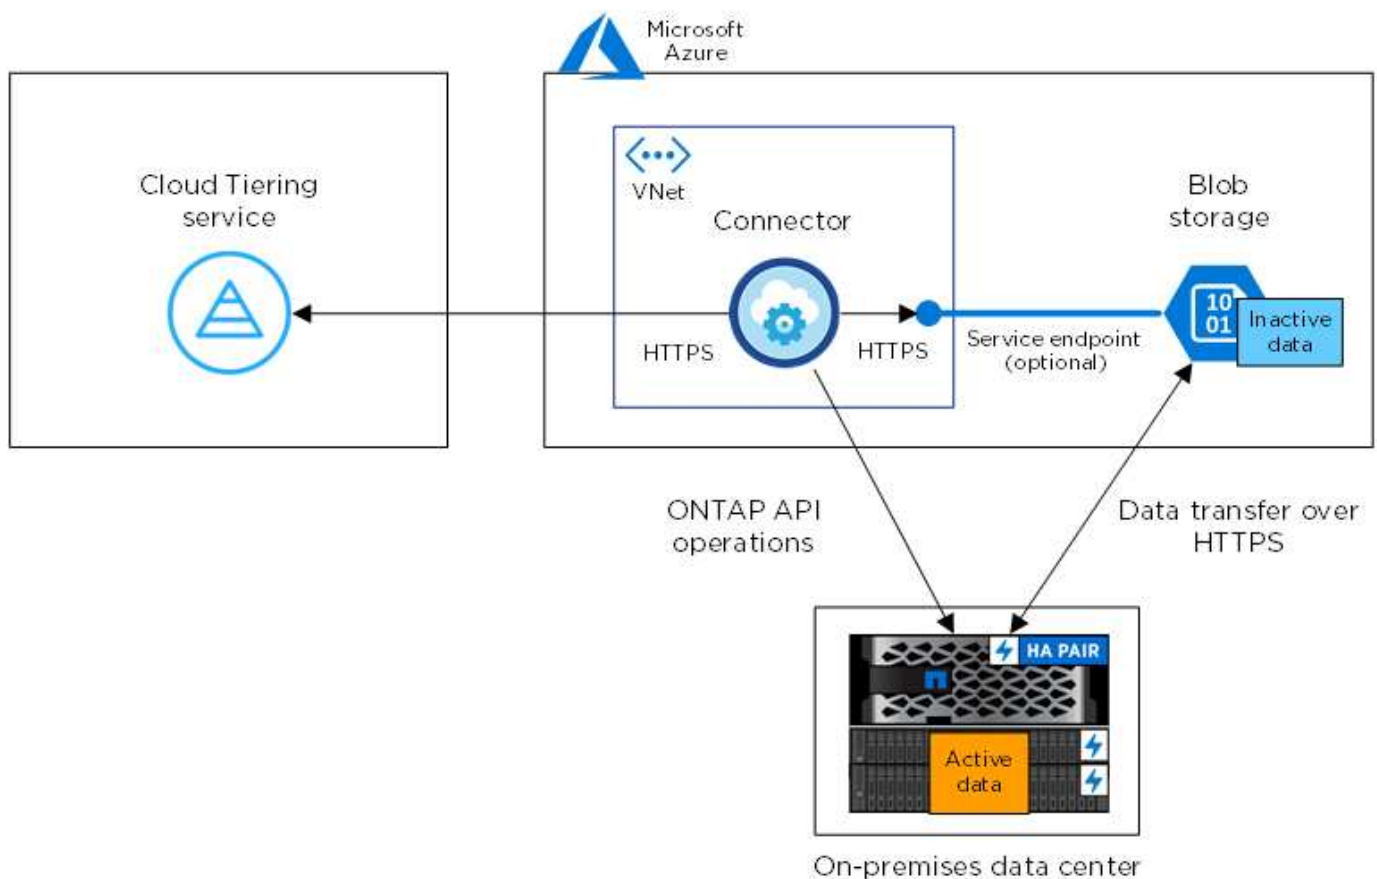 Microsoft
Azure
Cloud Tiering
service
VNet
Connector
Blob
storage
10
01
Inactive
data
HTTPS
HTTPS
Service endpoint
(optional)
ONTAP API
operations
Data transfer over
HTTPS
HA PAIR
Active
data
On-premises data center